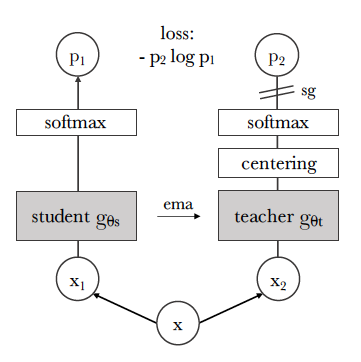 loss:
- p₂ log p₁
p₁
p₂
sg
softmax
softmax
centering
student gθs
ema
teacher gθt
x₁
x₂
x